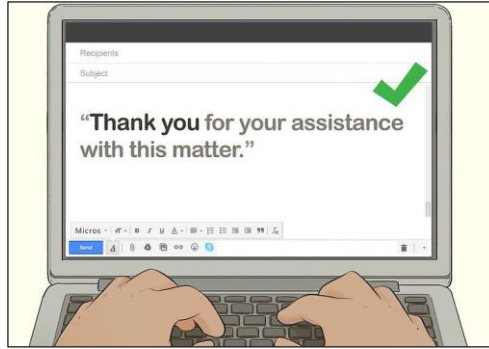 Recipients
Subject
“Thank you for your assistance
with this matter.”
Micros
Send